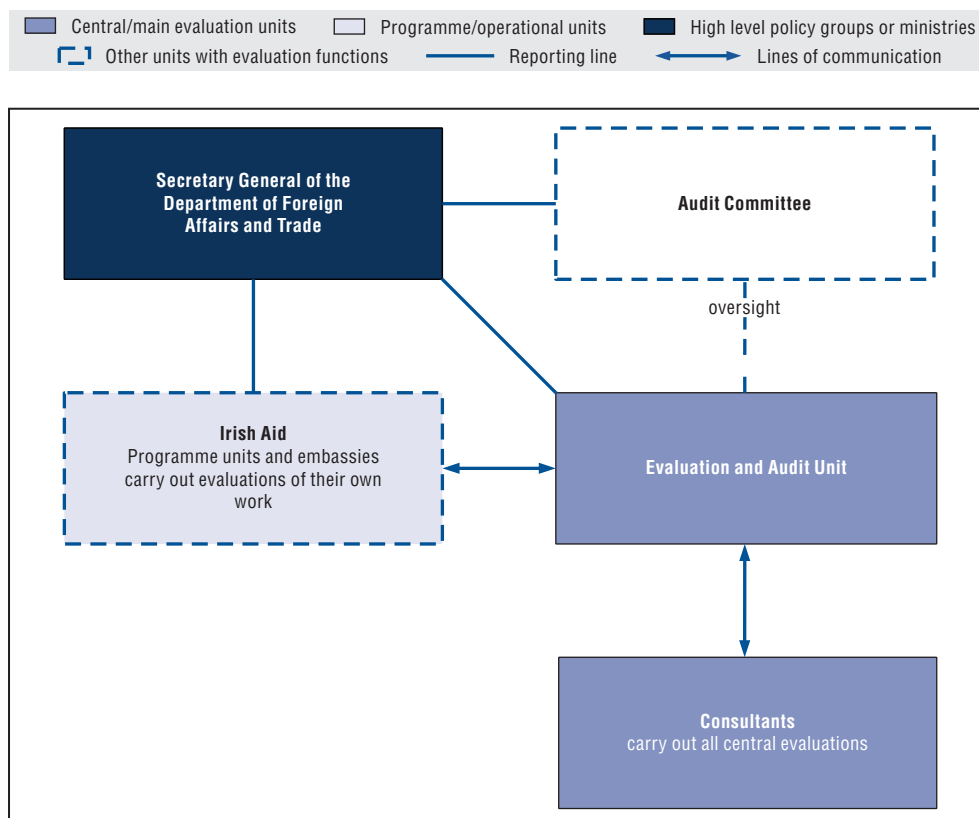 Central/main evaluation units
Programme/operational units
High level policy groups or ministries
Other units with evaluation functions
Reporting line
Lines of communication
Secretary General of the
Department of Foreign
Affairs and Trade
Audit Committee
oversight
Irish Aid
Programme units and embassies
carry out evaluations of their own
work
Evaluation and Audit Unit
Consultants
carry out all central evaluations